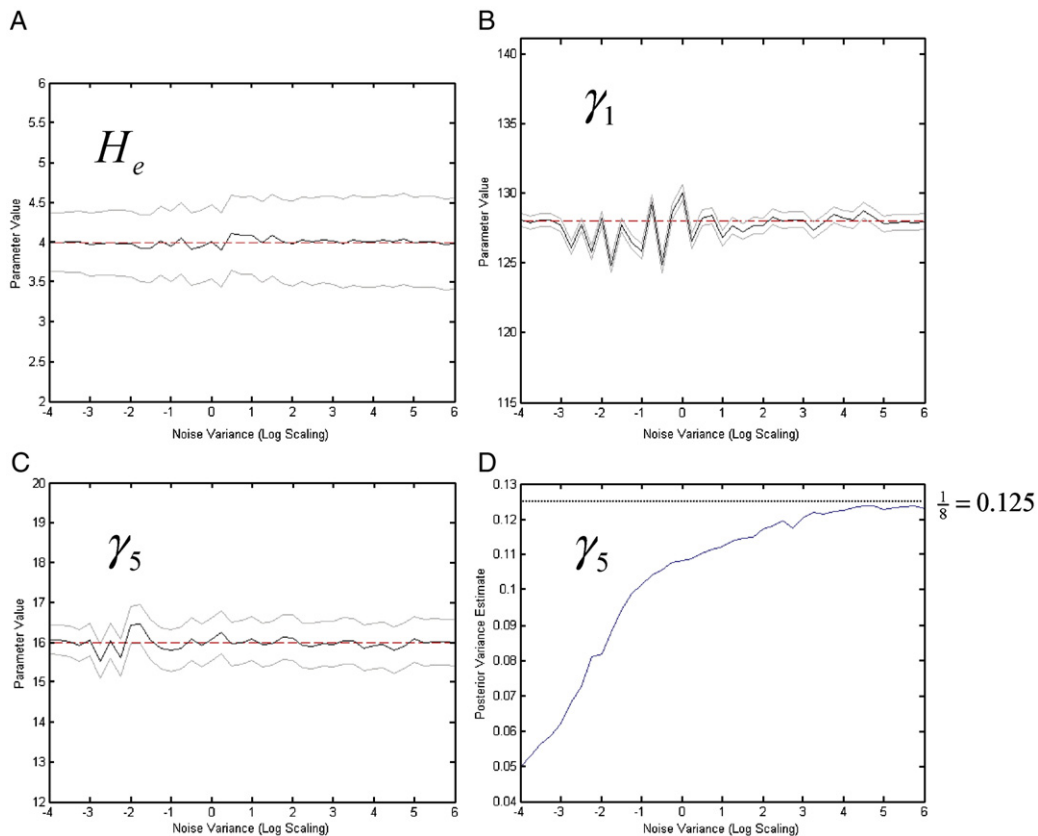 A
H_e
Parameter Value
6
5.5
5
4.5
4
3.5
3
2.5
2
-4 -3 -2 -1 0 1 2 3 4 5 6
Noise Variance (Log Scaling)
B
γ_1
Parameter Value
140
135
130
125
120
115
-4 -3 -2 -1 0 1 2 3 4 5 6
Noise Variance (Log Scaling)
C
γ_5
Parameter Value
20
19
18
17
16
15
14
13
12
-4 -3 -2 -1 0 1 2 3 4 5 6
Noise Variance (Log Scaling)
D
γ_5
1/8 = 0.125
Posterior Variance Estimate
0.13
0.12
0.11
0.1
0.09
0.08
0.07
0.06
0.05
0.04
-4 -3 -2 -1 0 1 2 3 4 5 6
Noise Variance (Log Scaling)